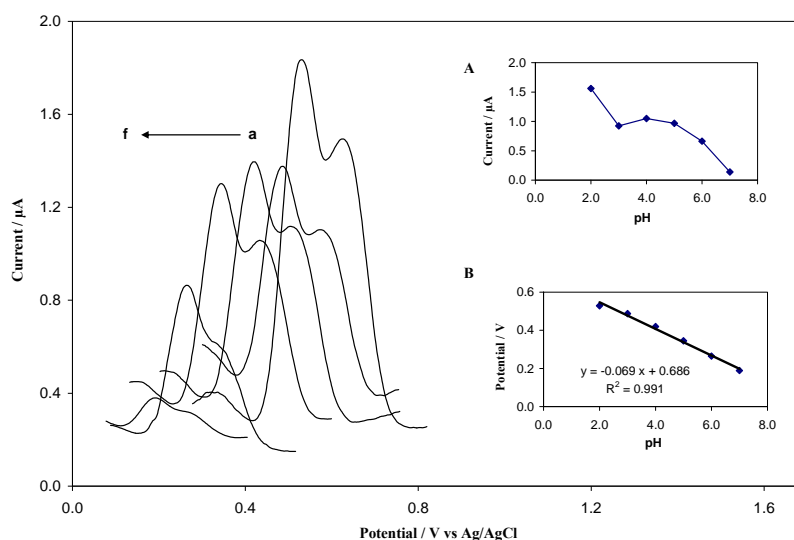 2.0
1.6
1.2
0.8
0.4
0.0
Current / µA
0.0 0.4 0.8 1.2 1.6
Potential / V vs Ag/AgCl
f a
A
2.0
1.5
1.0
0.5
0.0
Current / µA
0.0 2.0 4.0 6.0 8.0
pH
B
0.6
0.4
0.2
0.0
Potential / V
y = -0.069 x + 0.686
R² = 0.991
0.0 2.0 4.0 6.0 8.0
pH